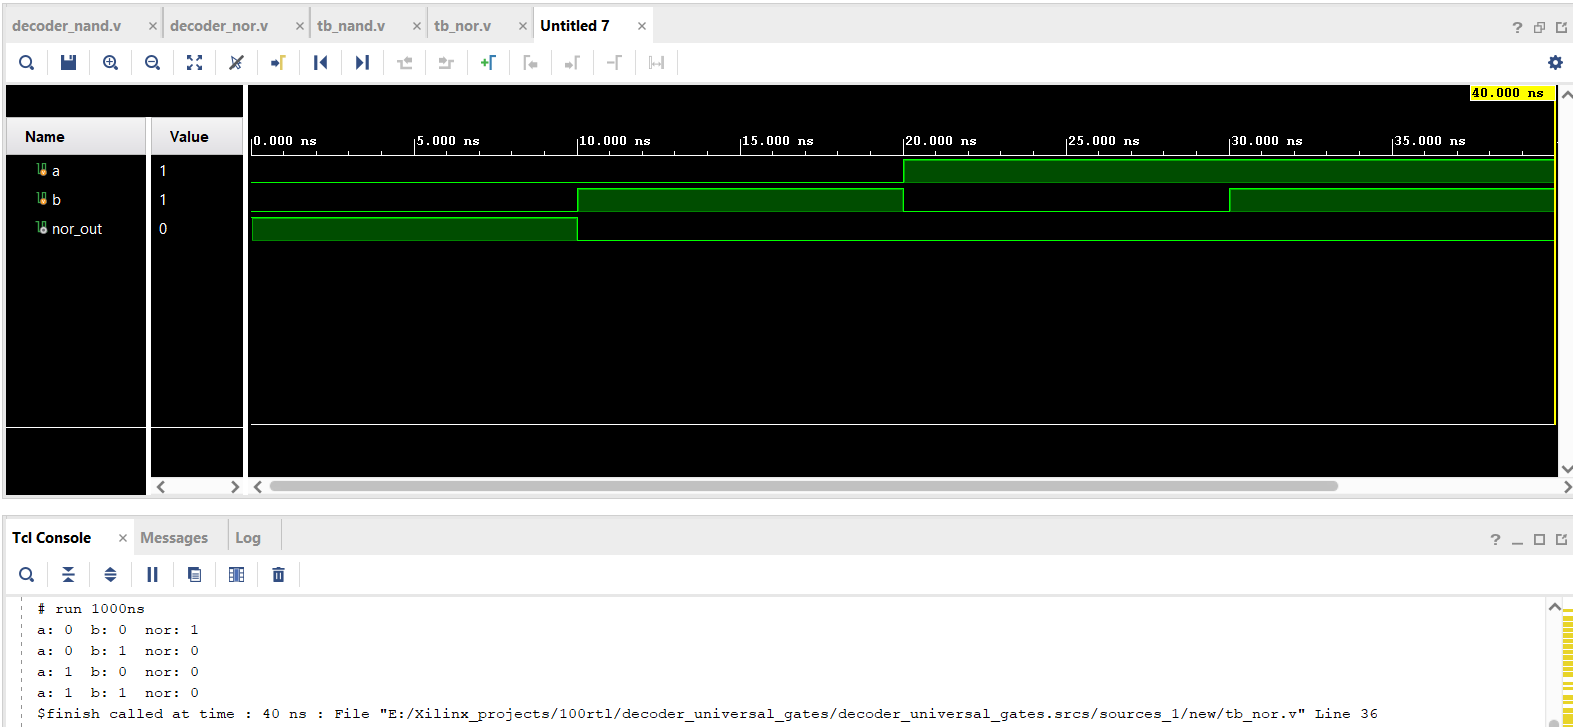 decoder_nand.v × decoder_nor.v × tb_nand.v × tb_nor.v × Untitled 7 ×
?
40.000 ns
Name Value
0.000 ns 5.000 ns 10.000 ns 15.000 ns 20.000 ns 25.000 ns 30.000 ns 35.000 ns
a 1
b 1
nor_out 0
Tcl Console × Messages Log
?
# run 1000ns
a: 0 b: 0 nor: 1
a: 0 b: 1 nor: 0
a: 1 b: 0 nor: 0
a: 1 b: 1 nor: 0
$finish called at time : 40 ns : File "E:/Xilinx_projects/100rtl/decoder_universal_gates/decoder_universal_gates.srcs/sources_1/new/tb_nor.v" Line 36